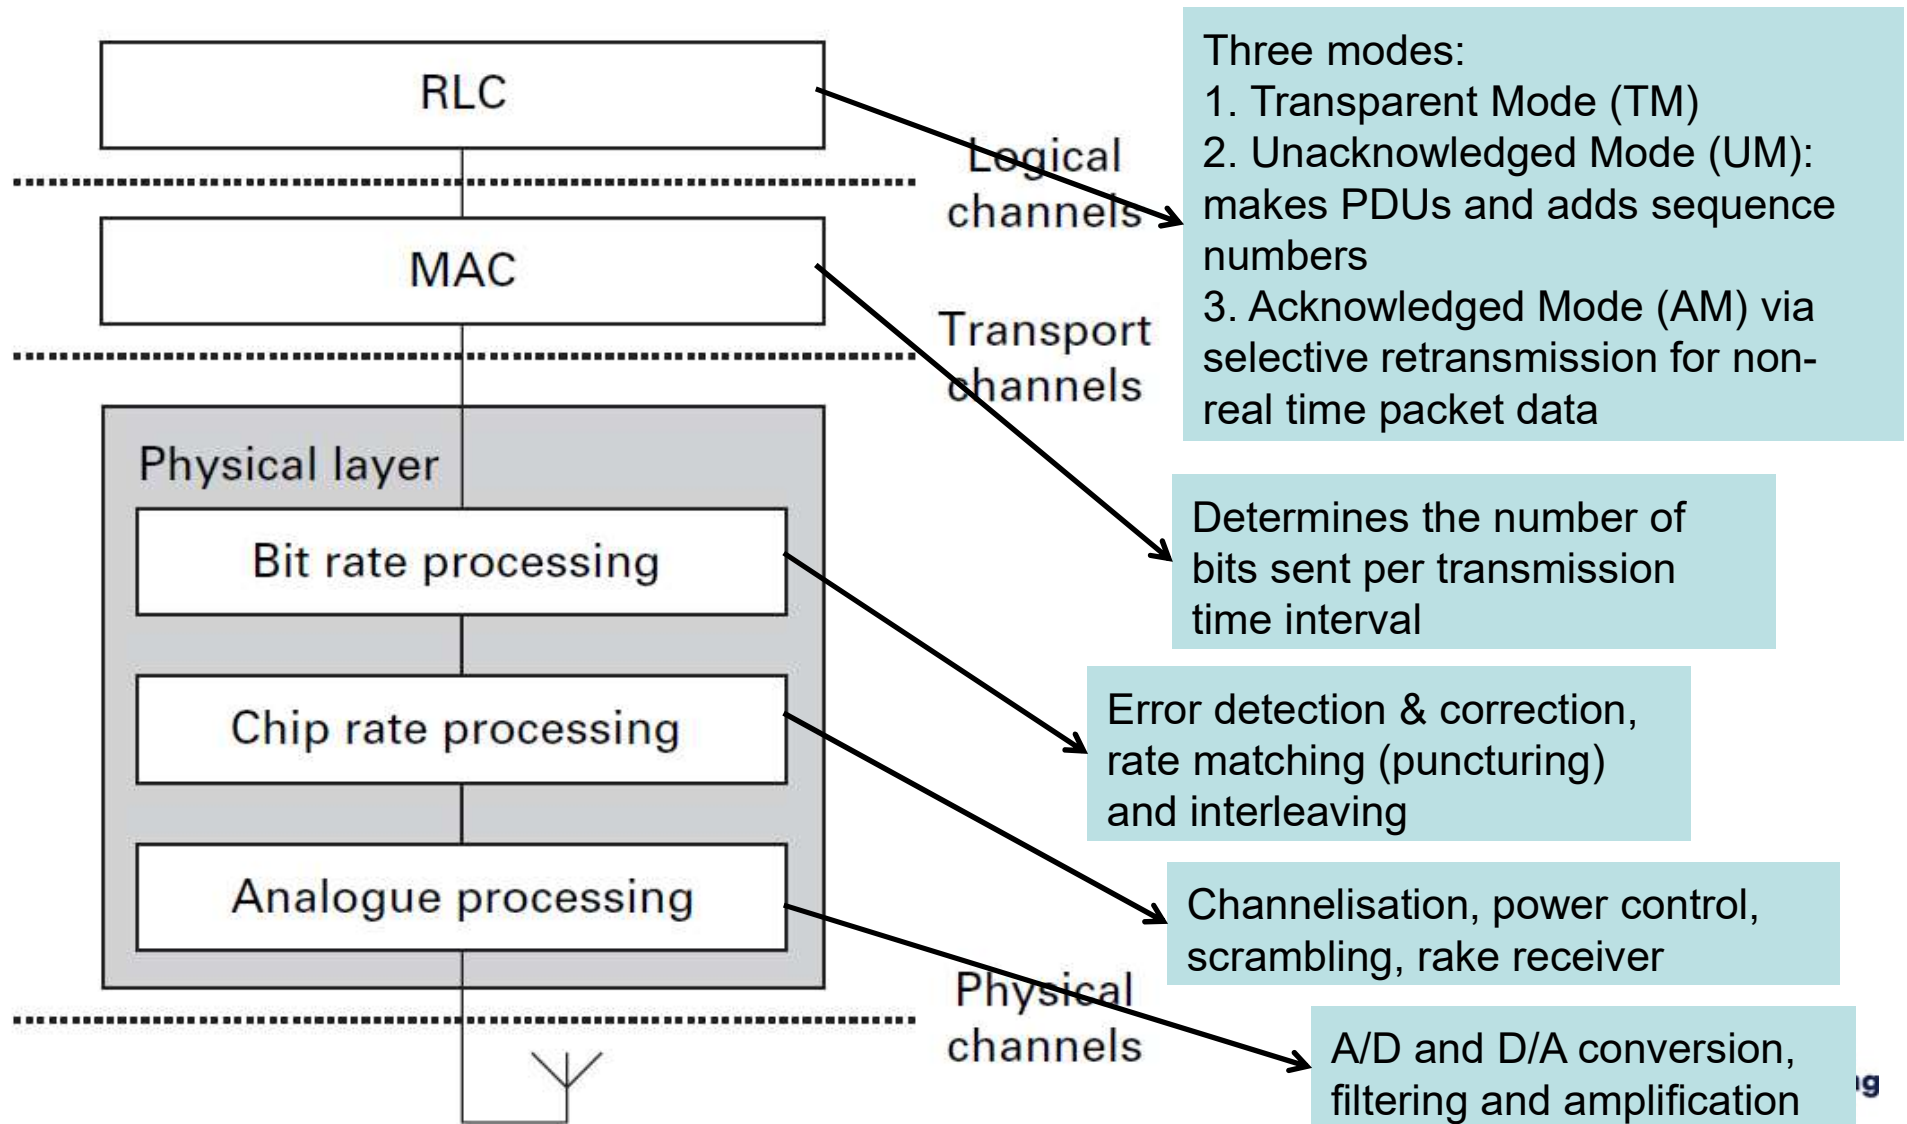 RLC
Logical
channels
MAC
Transport
channels
Physical layer
Bit rate processing
Chip rate processing
Analogue processing
Physical
channels
Three modes:
1. Transparent Mode (TM)
2. Unacknowledged Mode (UM):
makes PDUs and adds sequence
numbers
3. Acknowledged Mode (AM) via
selective retransmission for non-
real time packet data
Determines the number of
bits sent per transmission
time interval
Error detection & correction,
rate matching (puncturing)
and interleaving
Channelisation, power control,
scrambling, rake receiver
A/D and D/A conversion,
filtering and amplification